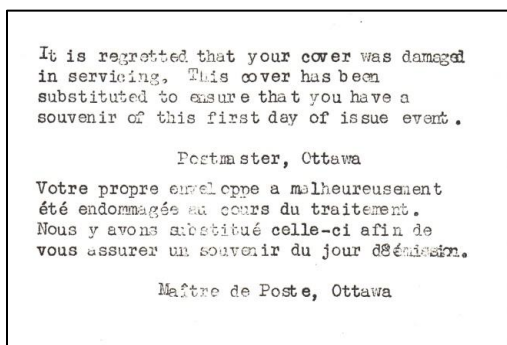 It is regretted that your cover was damaged
in servicing. This cover has been
substituted to ensure that you have a
souvenir of this first day of issue event.
Postmaster, Ottawa
Votre propre enveloppe a malheureusement
été endommagée au cours du traitement.
Nous y avons substitué celle-ci afin de
vous assurer un souvenir du jour d8émission.
Maître de Poste, Ottawa